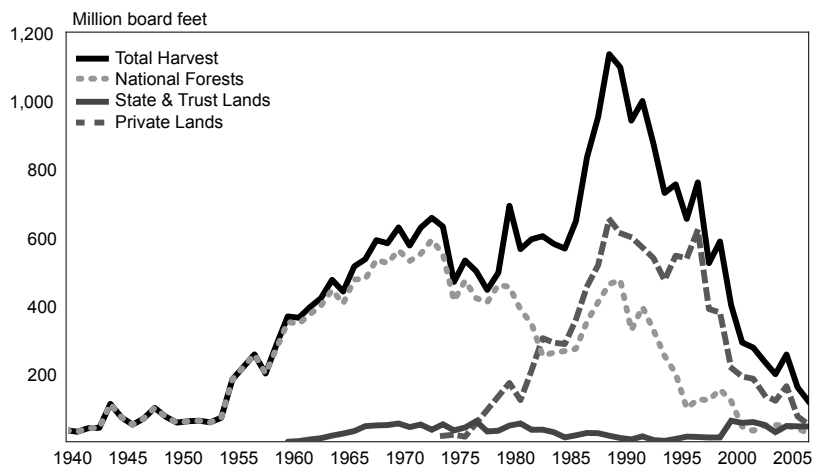 Million board feet
1,200
1,000
800
600
400
200
Total Harvest
National Forests
State & Trust Lands
Private Lands
1940 1945 1950 1955 1960 1965 1970 1975 1980 1985 1990 1995 2000 2005